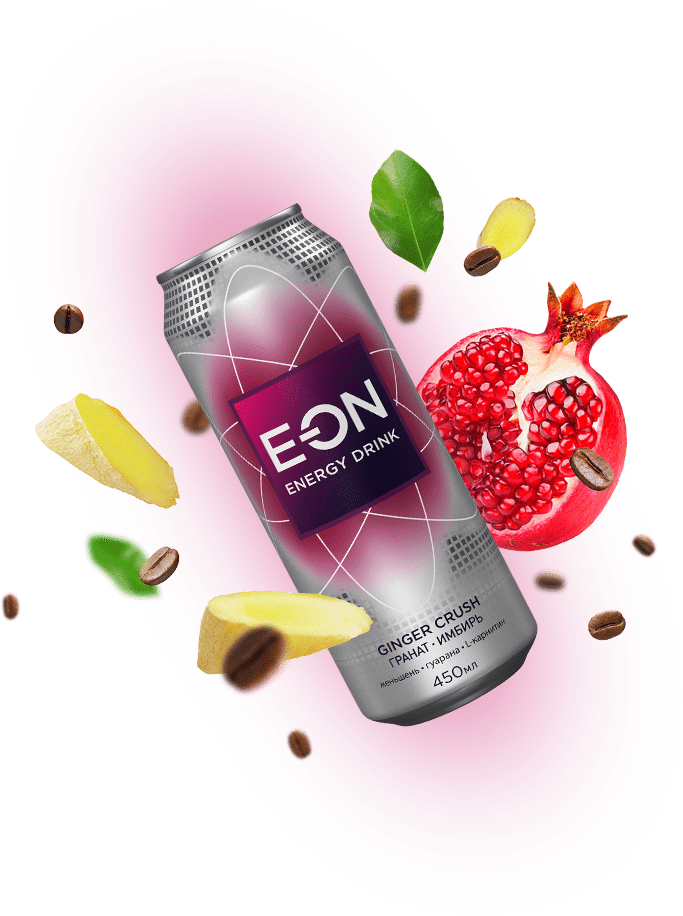 E-ON
ENERGY DRINK
GINGER CRUSH
ГРАНАТ • ИМБИРЬ
женьшень • гуарана • L-карнитин
450мл